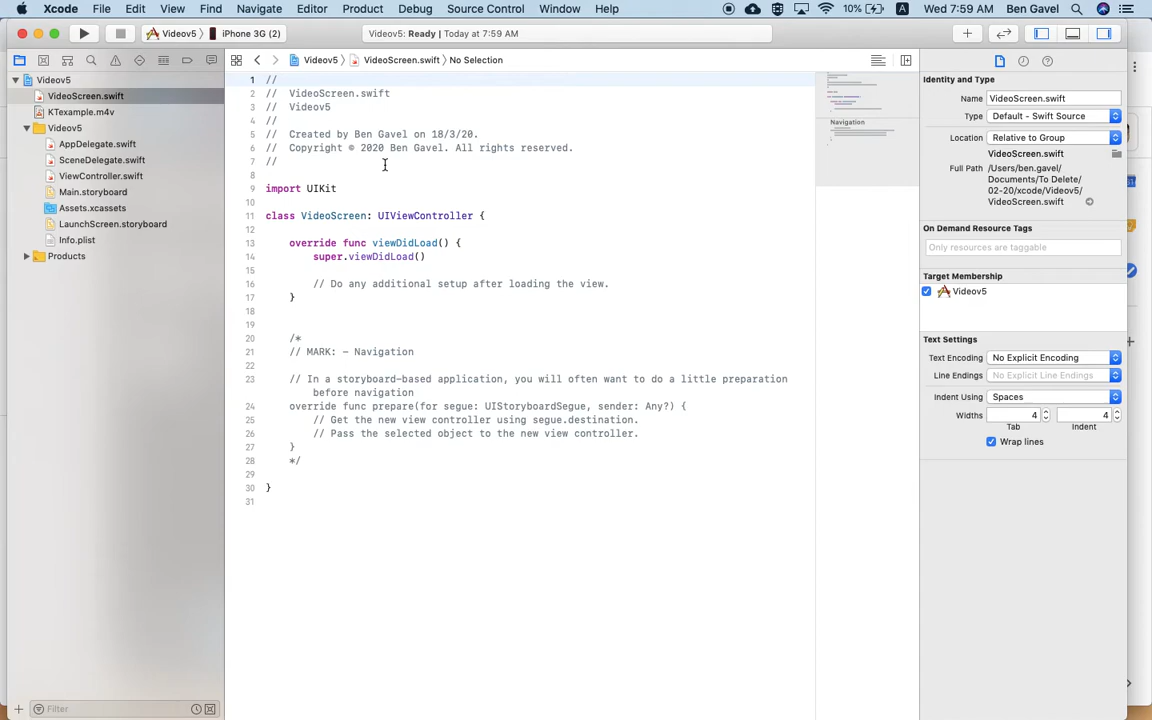 Xcode File Edit View Find Navigate Editor Product Debug Source Control Window Help 10% A Wed 7:59 AM Ben Gavel
Videov5 〉 iPhone 3G (2)
Videov5: Ready | Today at 7:59 AM
Videov5
VideoScreen.swift
KTexample.m4v
Videov5
AppDelegate.swift
SceneDelegate.swift
ViewController.swift
Main.storyboard
Assets.xcassets
LaunchScreen.storyboard
Info.plist
Products
Filter
Videov5 〉 VideoScreen.swift 〉 No Selection
1 //
2 //  VideoScreen.swift
3 //  Videov5
4 //
5 //  Created by Ben Gavel on 18/3/20.
6 //  Copyright © 2020 Ben Gavel. All rights reserved.
7 //
8
9 import UIKit
10
11 class VideoScreen: UIViewController {
12
13     override func viewDidLoad() {
14         super.viewDidLoad()
15
16         // Do any additional setup after loading the view.
17     }
18
19
20     /*
21     // MARK: - Navigation
22
23     // In a storyboard-based application, you will often want to do a little preparation
before navigation
24     override func prepare(for segue: UIStoryboardSegue, sender: Any?) {
25         // Get the new view controller using segue.destination.
26         // Pass the selected object to the new view controller.
27     }
28     */
29
30 }
31
Navigation
Identity and Type
Name VideoScreen.swift
Type Default - Swift Source
Location Relative to Group
VideoScreen.swift
Full Path /Users/ben.gavel/
Documents/To Delete/
02-20/xcode/Videov5/
VideoScreen.swift
On Demand Resource Tags
Only resources are taggable
Target Membership
Videov5
Text Settings
Text Encoding No Explicit Encoding
Line Endings No Explicit Line Endings
Indent Using Spaces
Widths 4 4
Tab Indent
Wrap lines